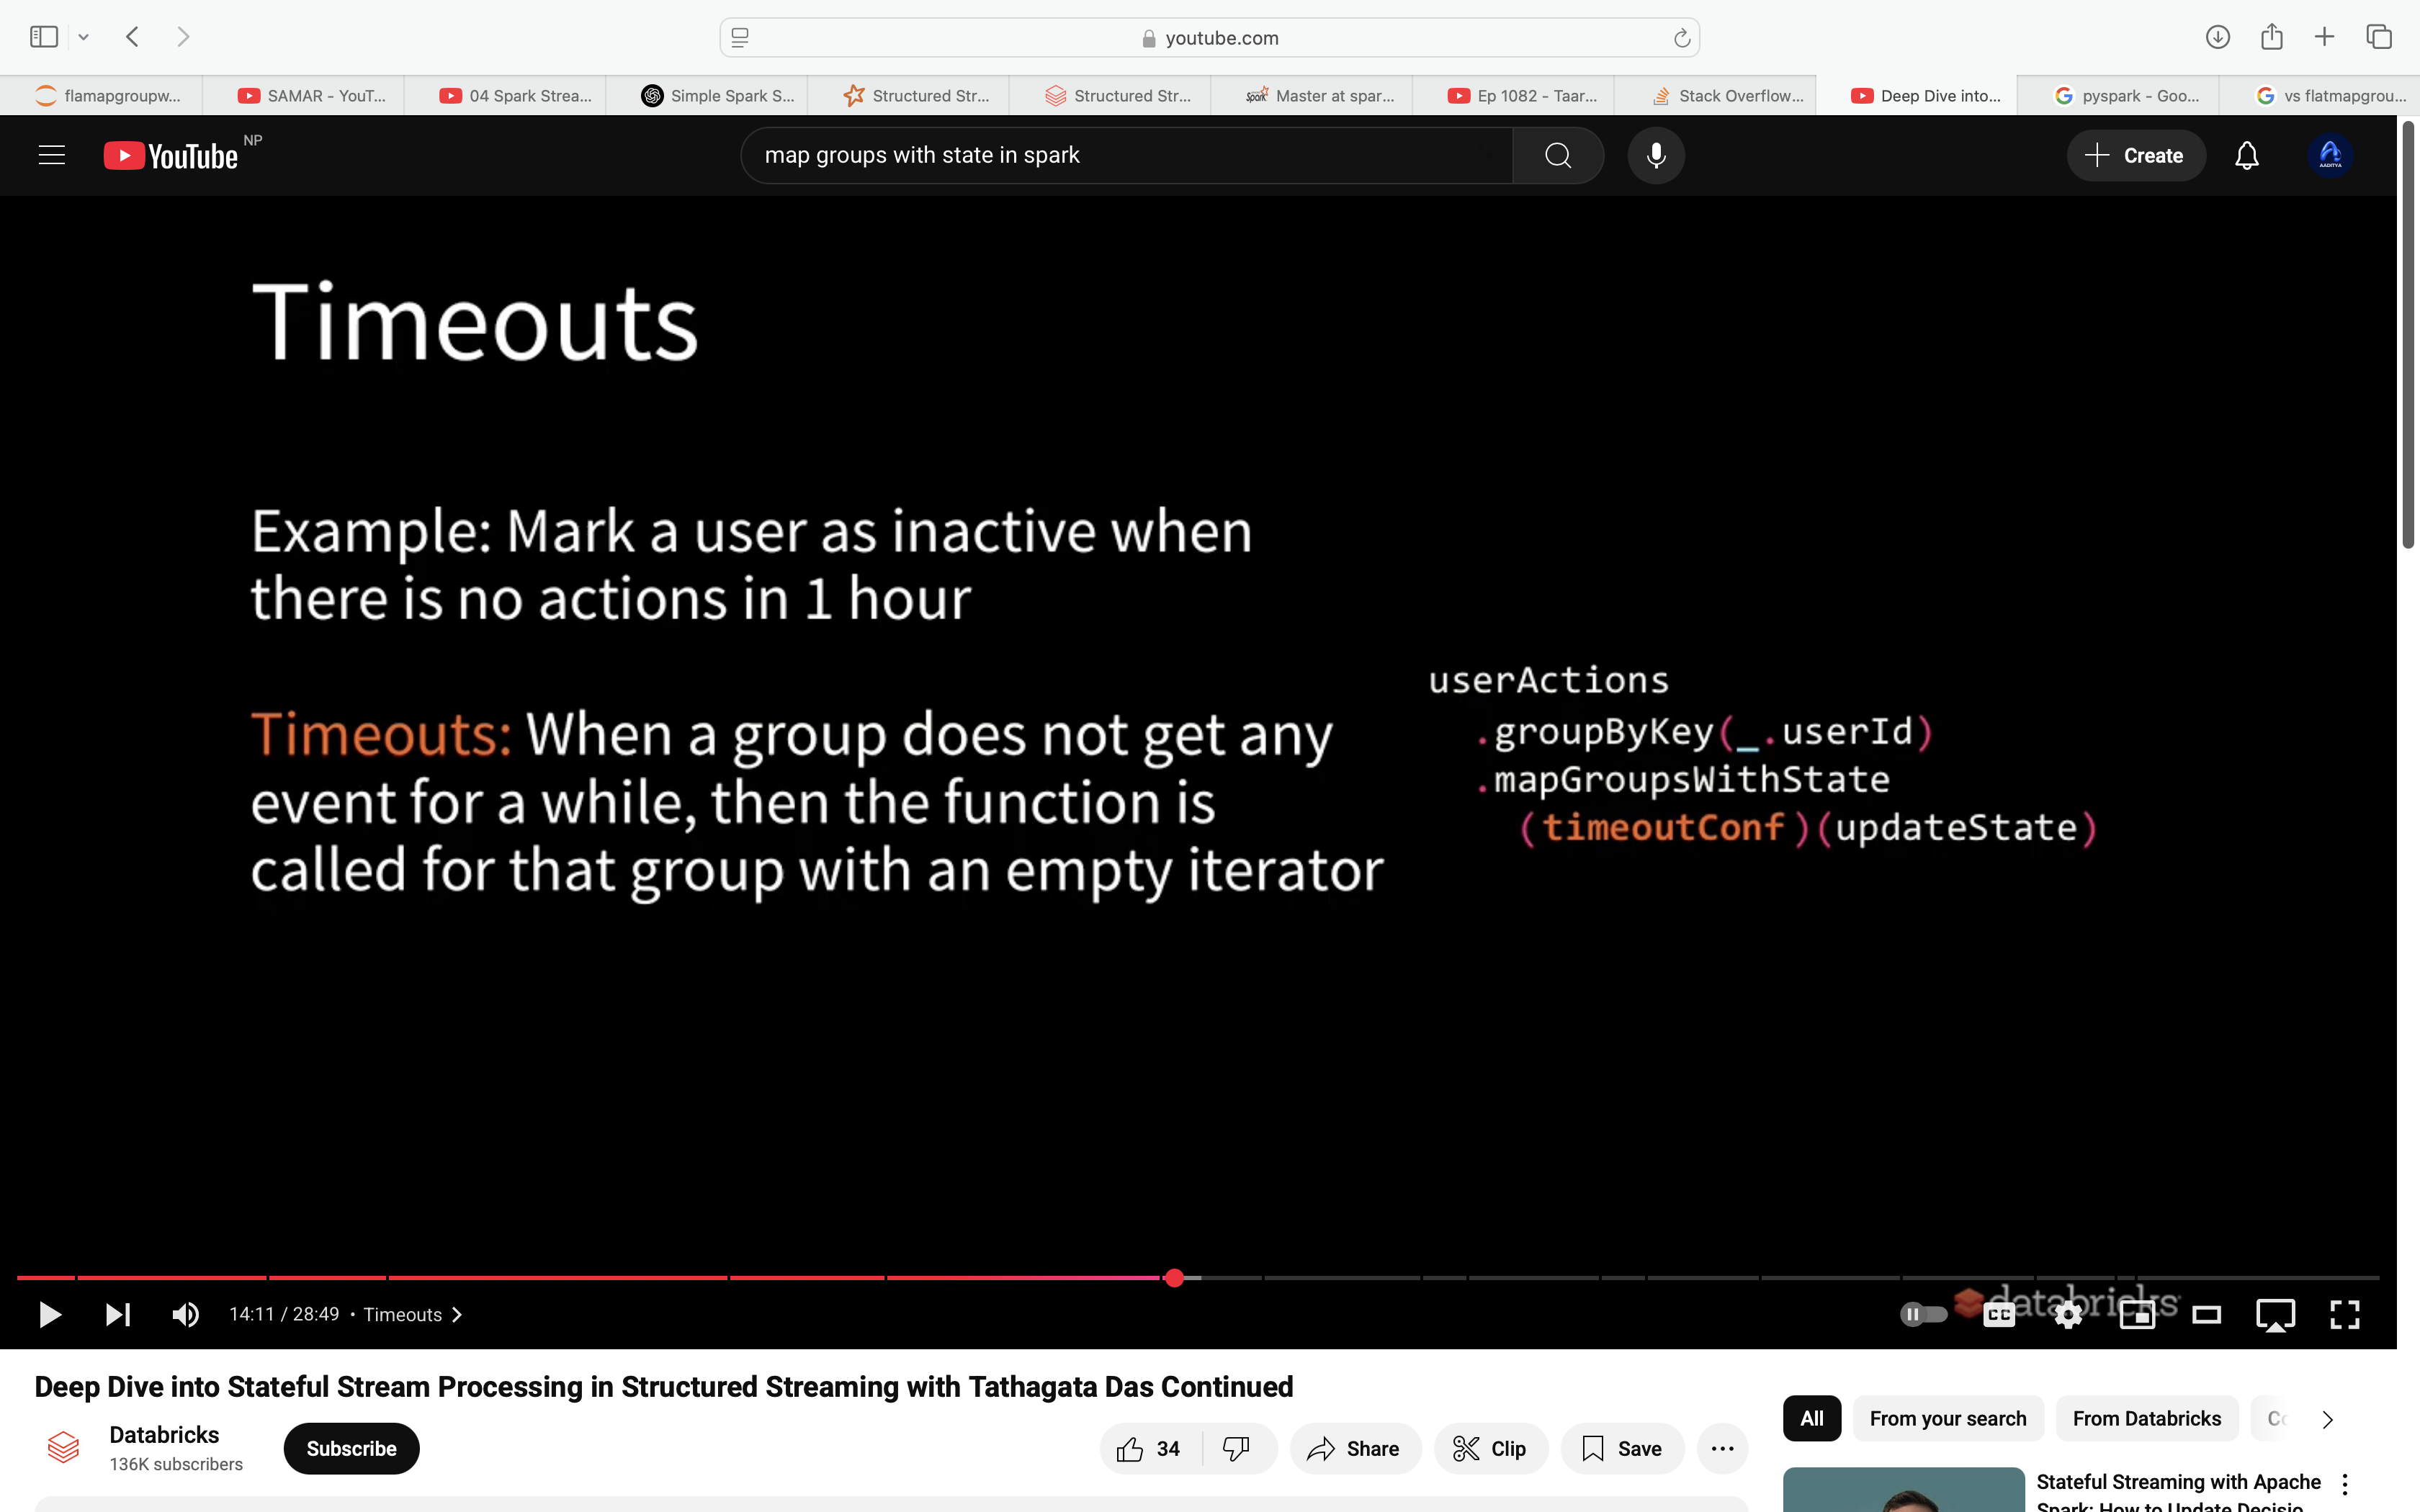 youtube.com
flamapgroupw...
SAMAR - YouT...
04 Spark Strea...
Simple Spark S...
Structured Str...
Structured Str...
Master at spar...
Ep 1082 - Taar...
Stack Overflow...
Deep Dive into...
pyspark - Goo...
vs flatmapgrou...
YouTube NP
map groups with state in spark
Create
Timeouts
Example: Mark a user as inactive when
there is no actions in 1 hour
Timeouts: When a group does not get any
event for a while, then the function is
called for that group with an empty iterator
userActions
.groupByKey(_.userId)
.mapGroupsWithState
(timeoutConf)(updateState)
14:11 / 28:49 • Timeouts
databricks
CC
Deep Dive into Stateful Stream Processing in Structured Streaming with Tathagata Das Continued
Databricks
136K subscribers
Subscribe
34
Share
Clip
Save
All
From your search
From Databricks
Stateful Streaming with Apache
Spark: How to Update Decisio